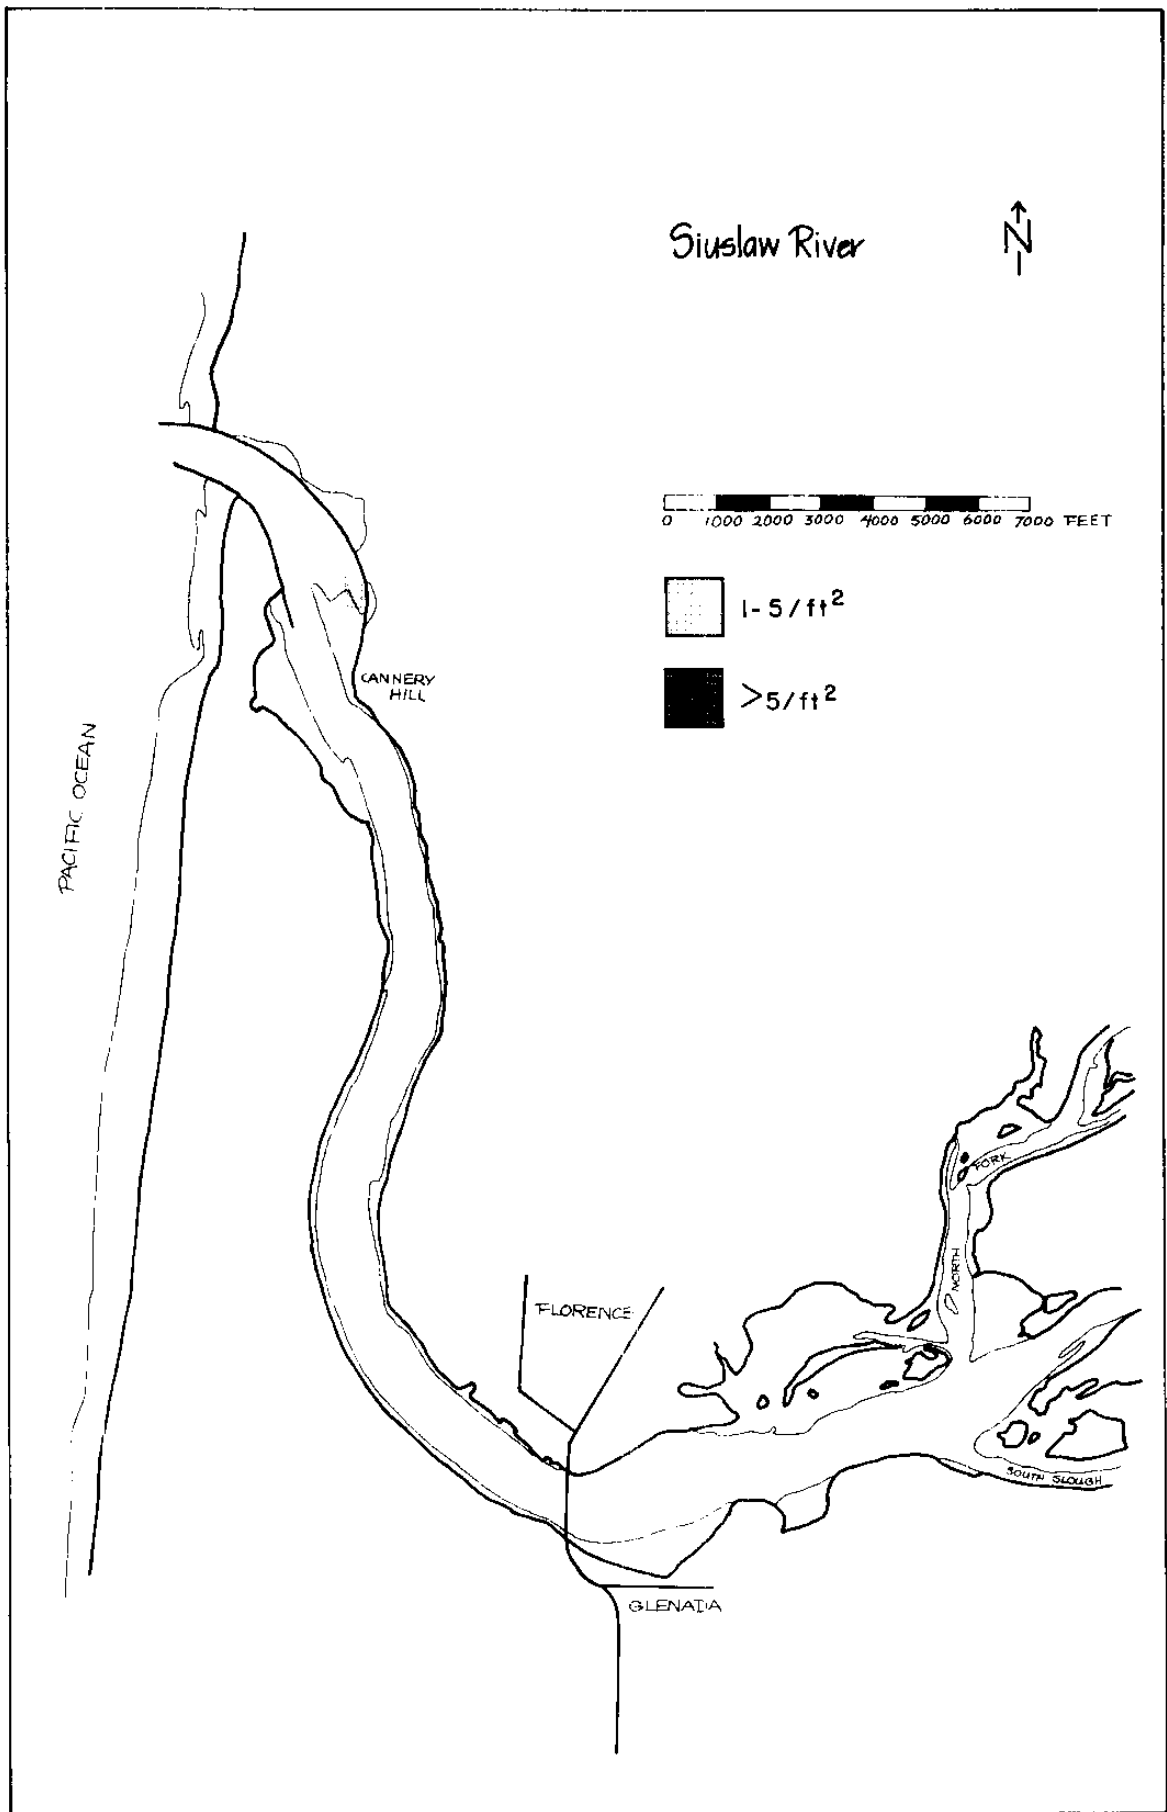 Siuslaw River
N
0 1000 2000 3000 4000 5000 6000 7000 FEET
1-5/ft²
>5/ft²
CANNERY
HILL
PACIFIC OCEAN
FORK
NORTH
FLORENCE
SOUTH SLOUGH
GLENADA